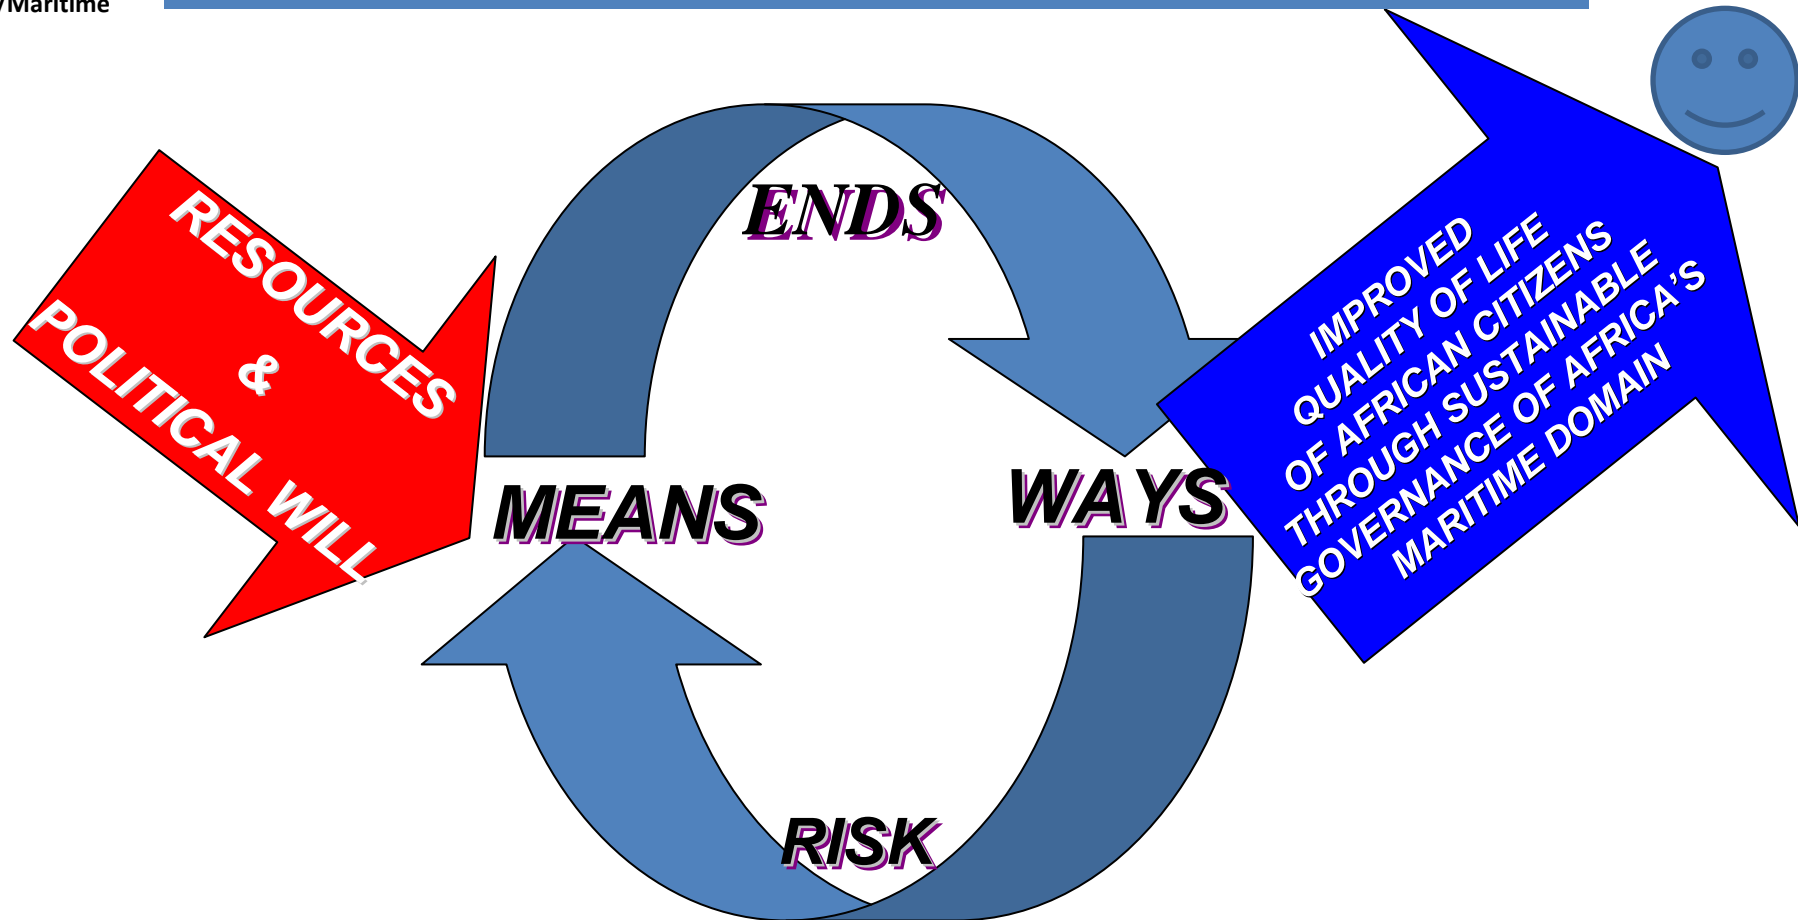 /Maritime
RESOURCES
&
POLITICAL WILL
ENDS
MEANS
WAYS
RISK
IMPROVED
QUALITY OF LIFE
OF AFRICAN CITIZENS
THROUGH SUSTAINABLE
GOVERNANCE OF AFRICA’S
MARITIME DOMAIN